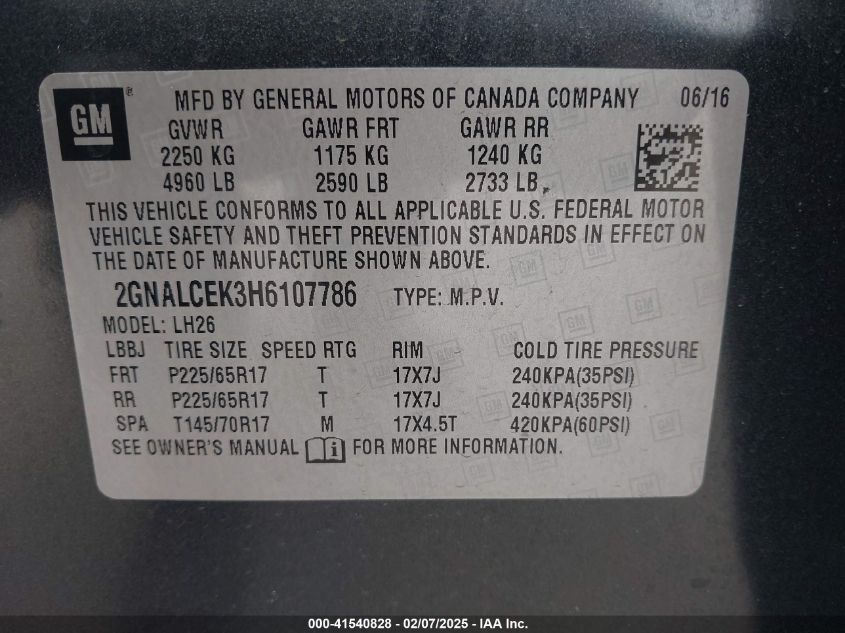 GM ® MFD BY GENERAL MOTORS OF CANADA COMPANY 06/16
GVWR GAWR FRT GAWR RR
2250 KG 1175 KG 1240 KG
4960 LB 2590 LB 2733 LB
THIS VEHICLE CONFORMS TO ALL APPLICABLE U.S. FEDERAL MOTOR
VEHICLE SAFETY AND THEFT PREVENTION STANDARDS IN EFFECT ON
THE DATE OF MANUFACTURE SHOWN ABOVE.
2GNALCEK3H6107786 TYPE: M.P.V.
MODEL: LH26
LBBJ TIRE SIZE SPEED RTG RIM COLD TIRE PRESSURE
FRT P225/65R17 T 17X7J 240KPA(35PSI)
RR P225/65R17 T 17X7J 240KPA(35PSI)
SPA T145/70R17 M 17X4.5T 420KPA(60PSI)
SEE OWNER'S MANUAL i FOR MORE INFORMATION.
000-41540828 - 02/07/2025 - IAA Inc.